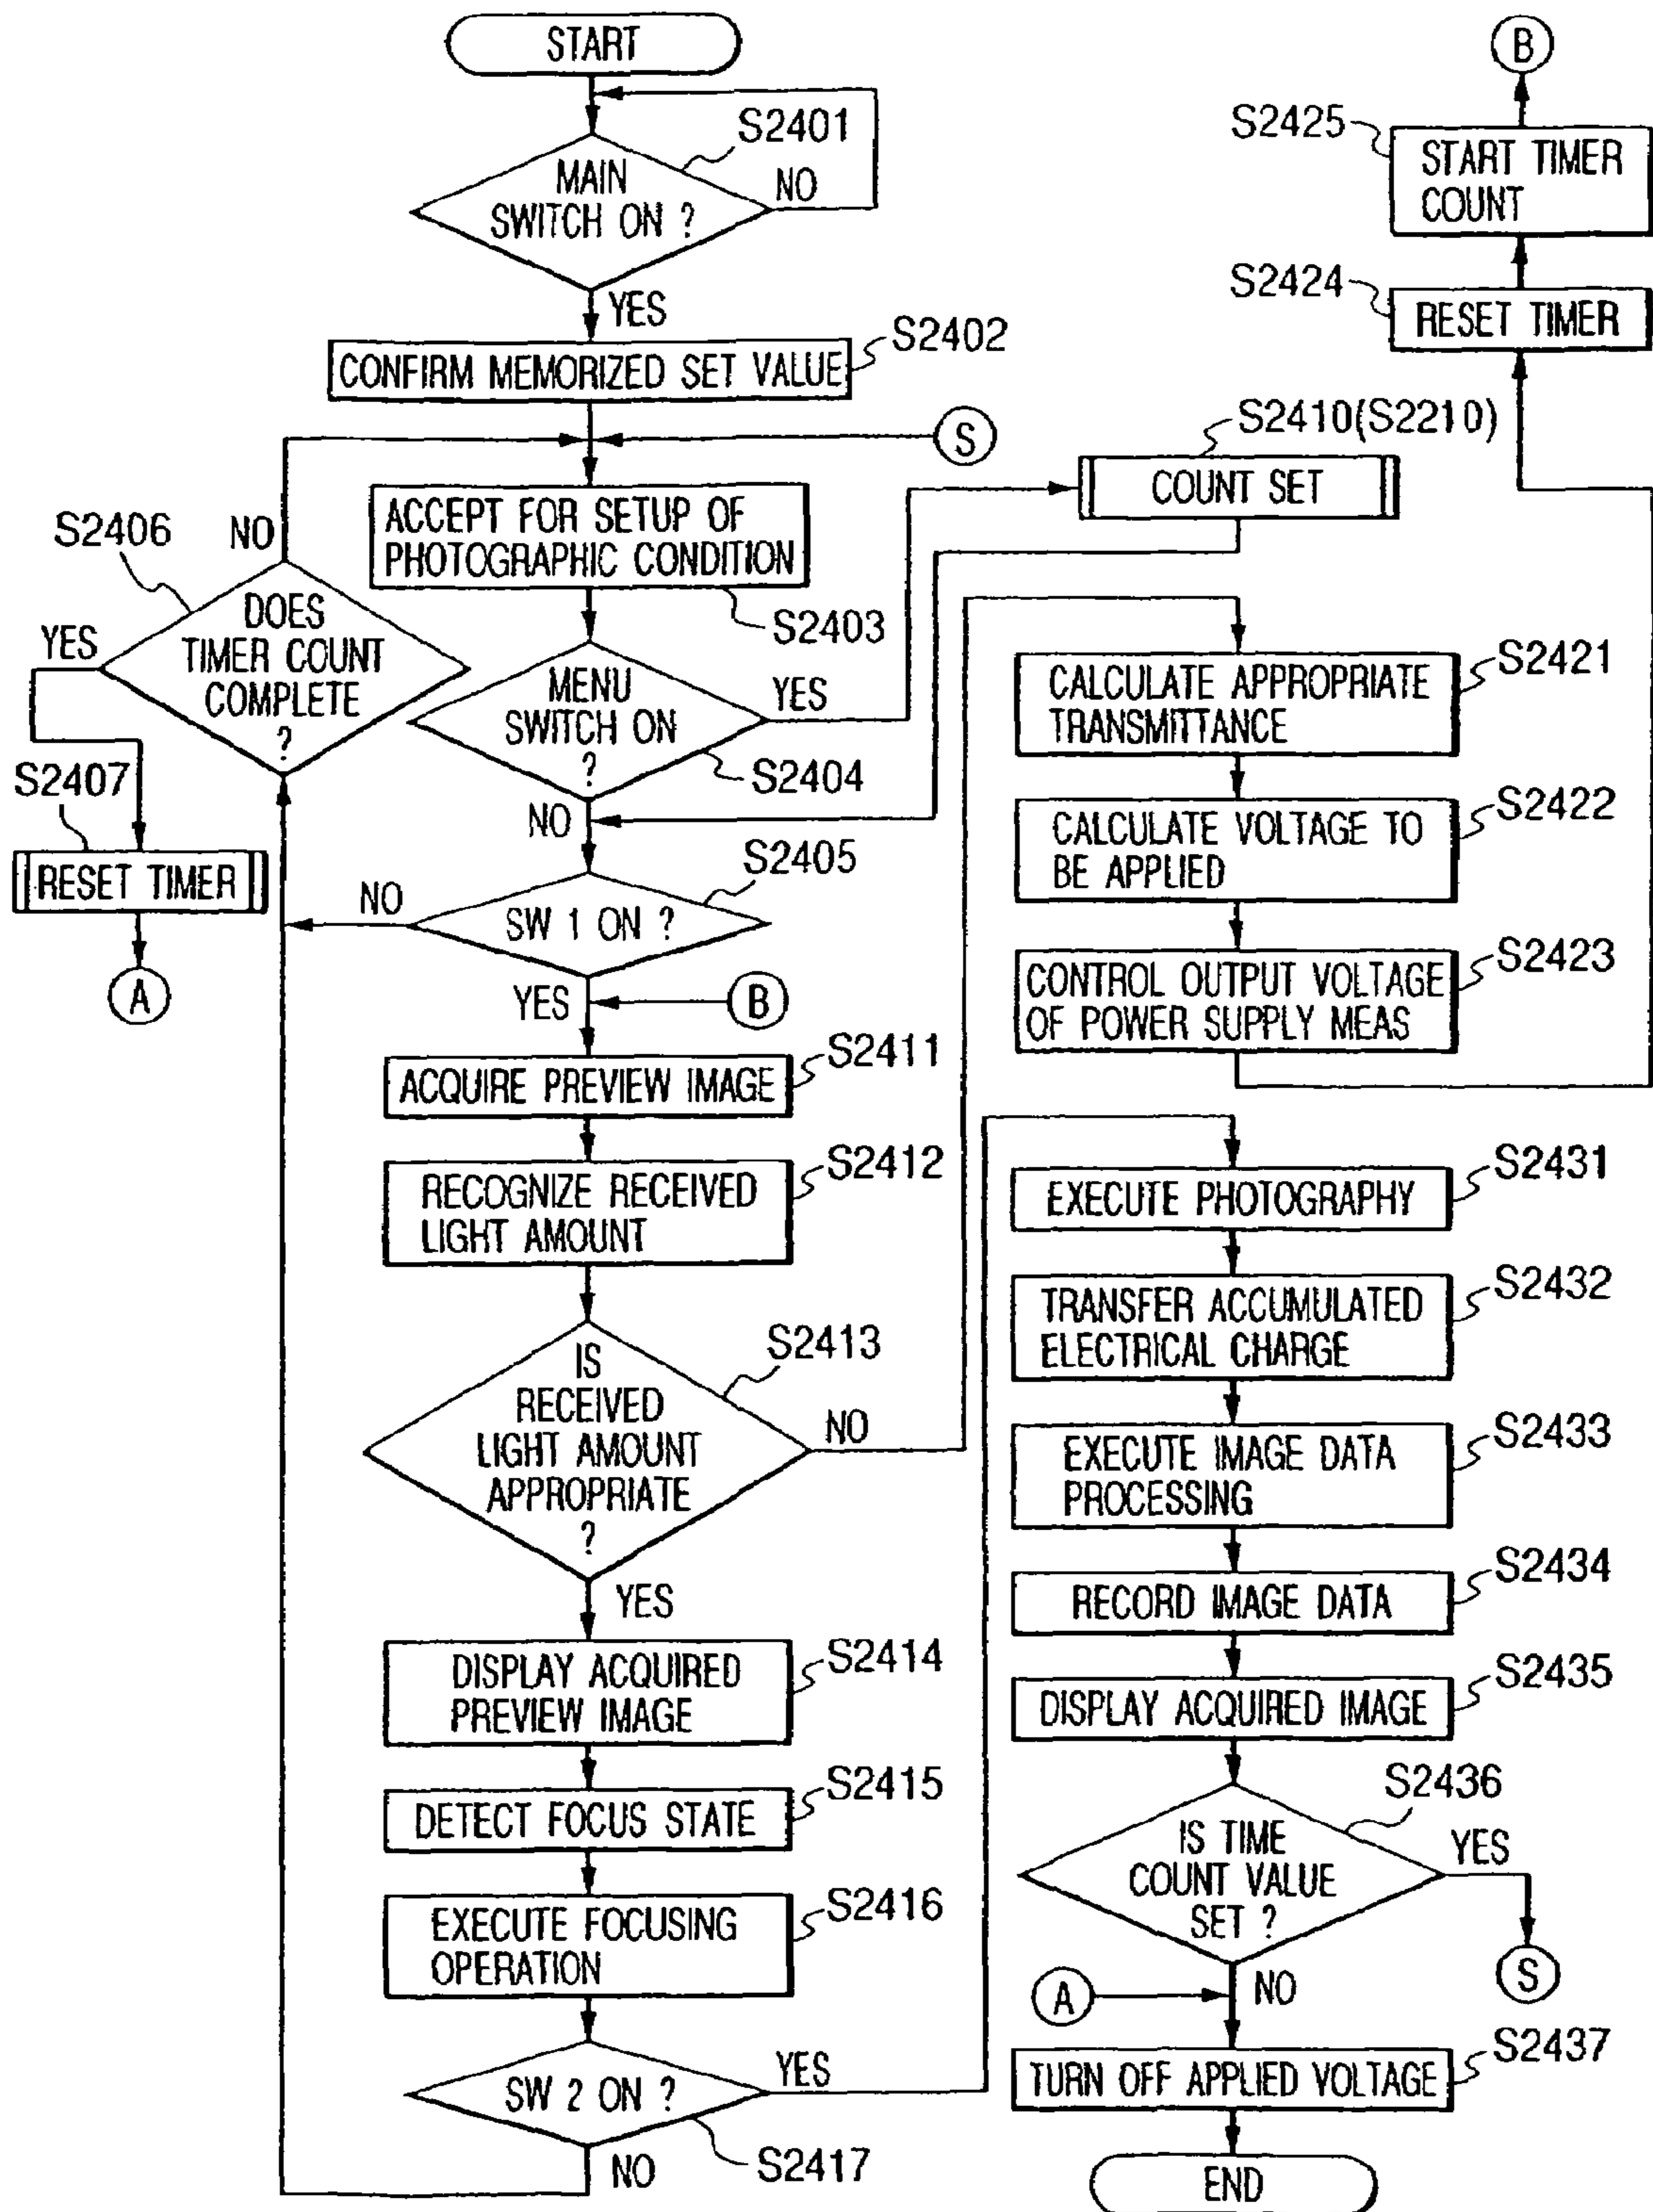 START
S2401
MAIN
SWITCH ON ?
NO
YES
S2402
CONFIRM MEMORIZED SET VALUE
S
ACCEPT FOR SETUP OF
PHOTOGRAPHIC CONDITION
S2403
S2406
NO
DOES
TIMER COUNT
COMPLETE
?
YES
S2407
RESET TIMER
A
MENU
SWITCH ON
?
YES
S2404
NO
S2405
SW 1 ON ?
NO
YES
B
S2411
ACQUIRE PREVIEW IMAGE
S2412
RECOGNIZE RECEIVED
LIGHT AMOUNT
S2413
IS
RECEIVED
LIGHT AMOUNT
APPROPRIATE
?
NO
YES
S2414
DISPLAY ACQUIRED
PREVIEW IMAGE
S2415
DETECT FOCUS STATE
S2416
EXECUTE FOCUSING
OPERATION
SW 2 ON ?
YES
S2417
NO
B
S2425
START TIMER
COUNT
S2424
RESET TIMER
S2410(S2210)
COUNT SET
S2421
CALCULATE APPROPRIATE
TRANSMITTANCE
S2422
CALCULATE VOLTAGE TO
BE APPLIED
S2423
CONTROL OUTPUT VOLTAGE
OF POWER SUPPLY MEAS
S2431
EXECUTE PHOTOGRAPHY
S2432
TRANSFER ACCUMULATED
ELECTRICAL CHARGE
S2433
EXECUTE IMAGE DATA
PROCESSING
S2434
RECORD IMAGE DATA
S2435
DISPLAY ACQUIRED IMAGE
S2436
IS TIME
COUNT VALUE
SET ?
YES
S
A
NO
S2437
TURN OFF APPLIED VOLTAGE
END